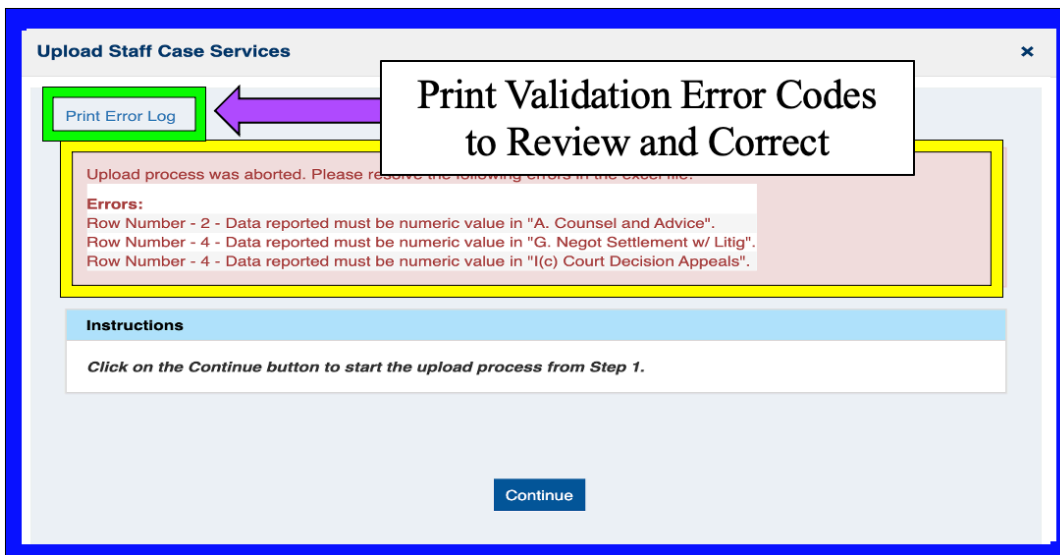 Upload Staff Case Services ×
Print Error Log
Print Validation Error Codes
to Review and Correct
Upload process was aborted. Please resolve the following errors in the excel file.
Errors:
Row Number - 2 - Data reported must be numeric value in "A. Counsel and Advice".
Row Number - 4 - Data reported must be numeric value in "G. Negot Settlement w/ Litig".
Row Number - 4 - Data reported must be numeric value in "I(c) Court Decision Appeals".
Instructions
Click on the Continue button to start the upload process from Step 1.
Continue